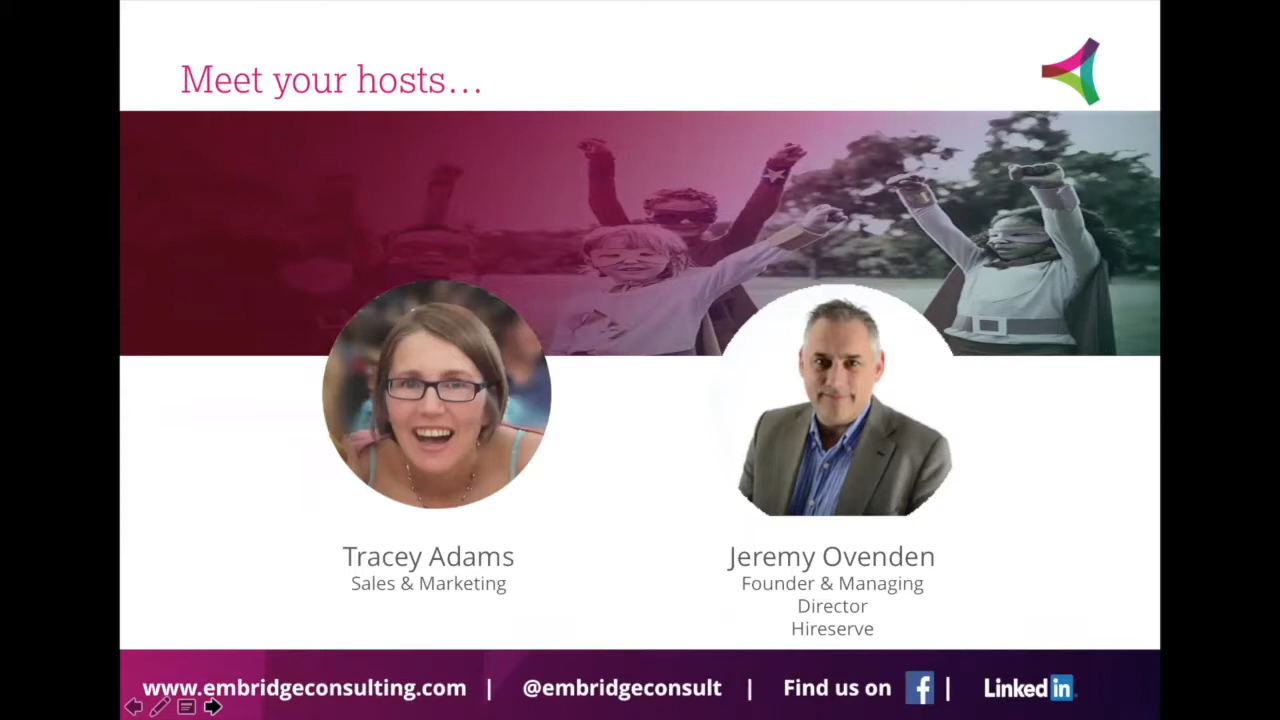 Meet your hosts...
Tracey Adams
Sales & Marketing
Jeremy Ovenden
Founder & Managing
Director
Hireserve
www.embridgeconsulting.com | @embridgeconsult | Find us on f | Linked in